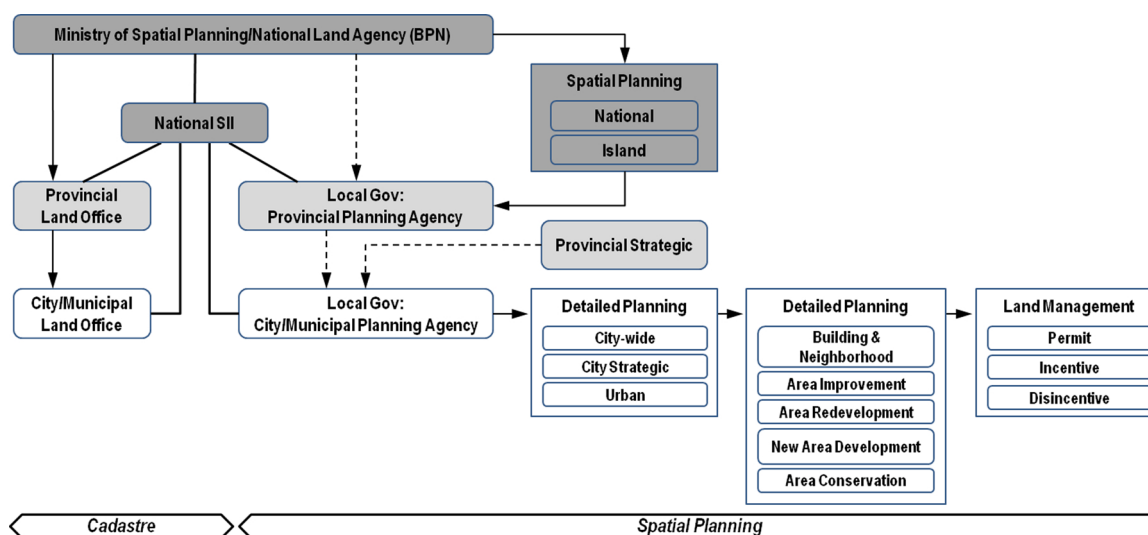 Ministry of Spatial Planning/National Land Agency (BPN)
Spatial Planning
National
Island
National SII
Provincial
Land Office
Local Gov:
Provincial Planning Agency
Provincial Strategic
City/Municipal
Land Office
Local Gov:
City/Municipal Planning Agency
Detailed Planning
City-wide
City Strategic
Urban
Detailed Planning
Building &
Neighborhood
Area Improvement
Area Redevelopment
New Area Development
Area Conservation
Land Management
Permit
Incentive
Disincentive
Cadastre
Spatial Planning